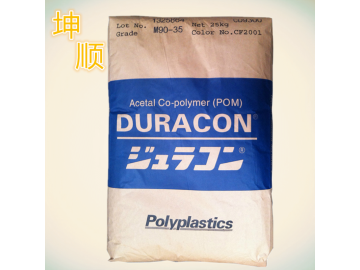 坤
顺
Lot No. Net 25kg
Grade M90-35 Color No.CF2001
Acetal Co-polymer (POM)
DURACON®
ジュラコン®
Polyplastics